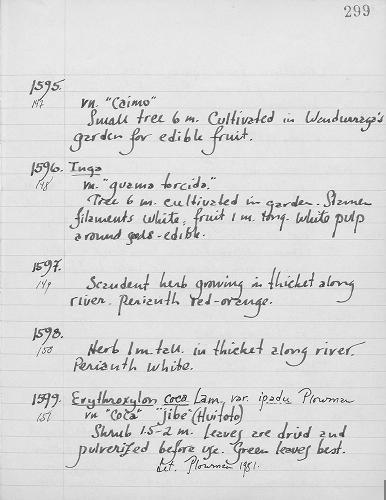 299
1595.
147 vn. "Caimo"
Small tree 6 m. Cultivated in
garden for edible fruit.
1596. Inga
148 vn. "guama torcida."
Tree 6 m. cultivated in garden. Stamen
filaments white; fruit 1 m. long. White pulp
around edible.
1597.
149 Scandent herb growing in thicket along
river. Perianth red-orange.
1598.
150 Herb 1 m tall. in thicket along river.
Perianth white.
1599. Erythroxylon coca Lam. var. ipadu Plowman
151 vn "Coca" "jibe" (Huitoto)
Shrub 1.5-2 m. Leaves are dried and
pulverized before use. Green leaves best.
det. Plowman 1981.